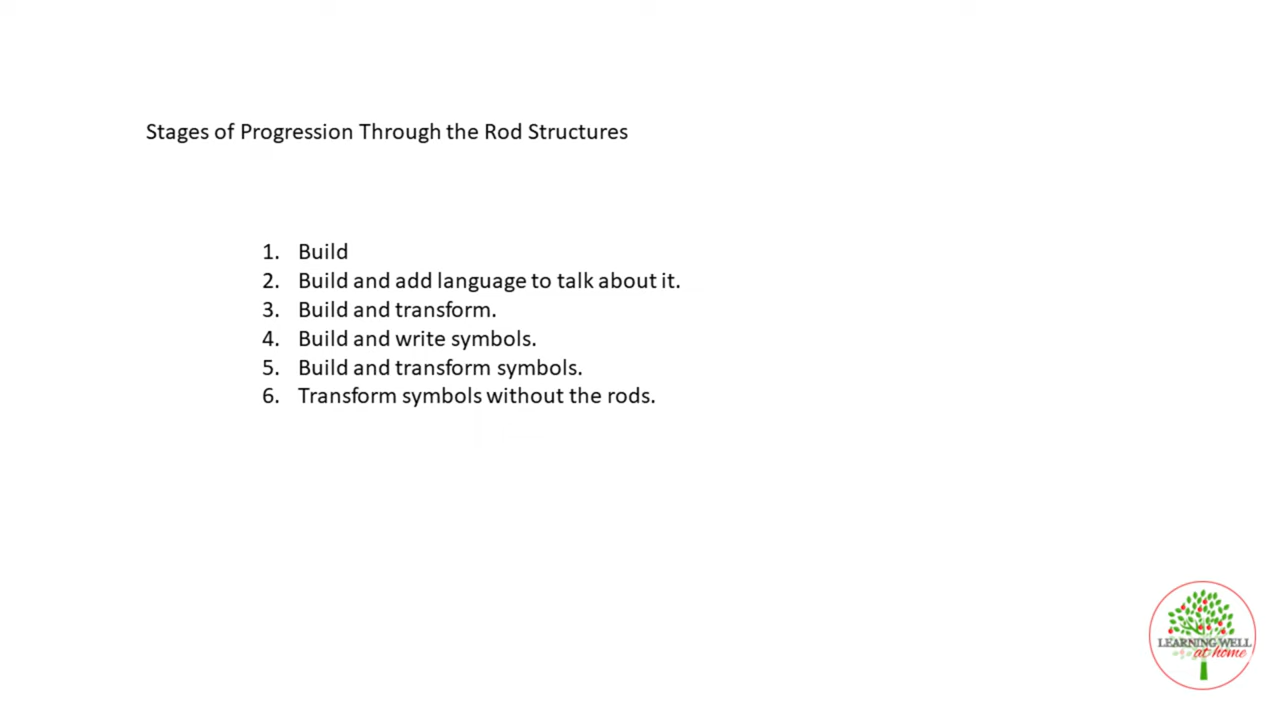 Stages of Progression Through the Rod Structures
1. Build
2. Build and add language to talk about it.
3. Build and transform.
4. Build and write symbols.
5. Build and transform symbols.
6. Transform symbols without the rods.
LEARNING WELL
at home